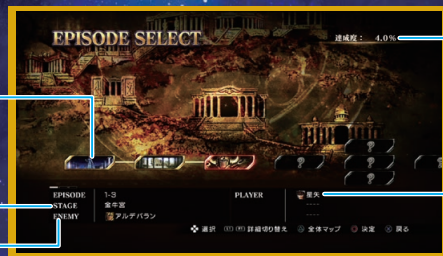 EPISODE SELECT
達成度： 4.0%
? ?
?
?
?
EPISODE 1-3
STAGE 金牛宮
ENEMY アルデバラン
PLAYER 星矢
----
----
選択 詳細切り替え 全体マップ 決定 戻る